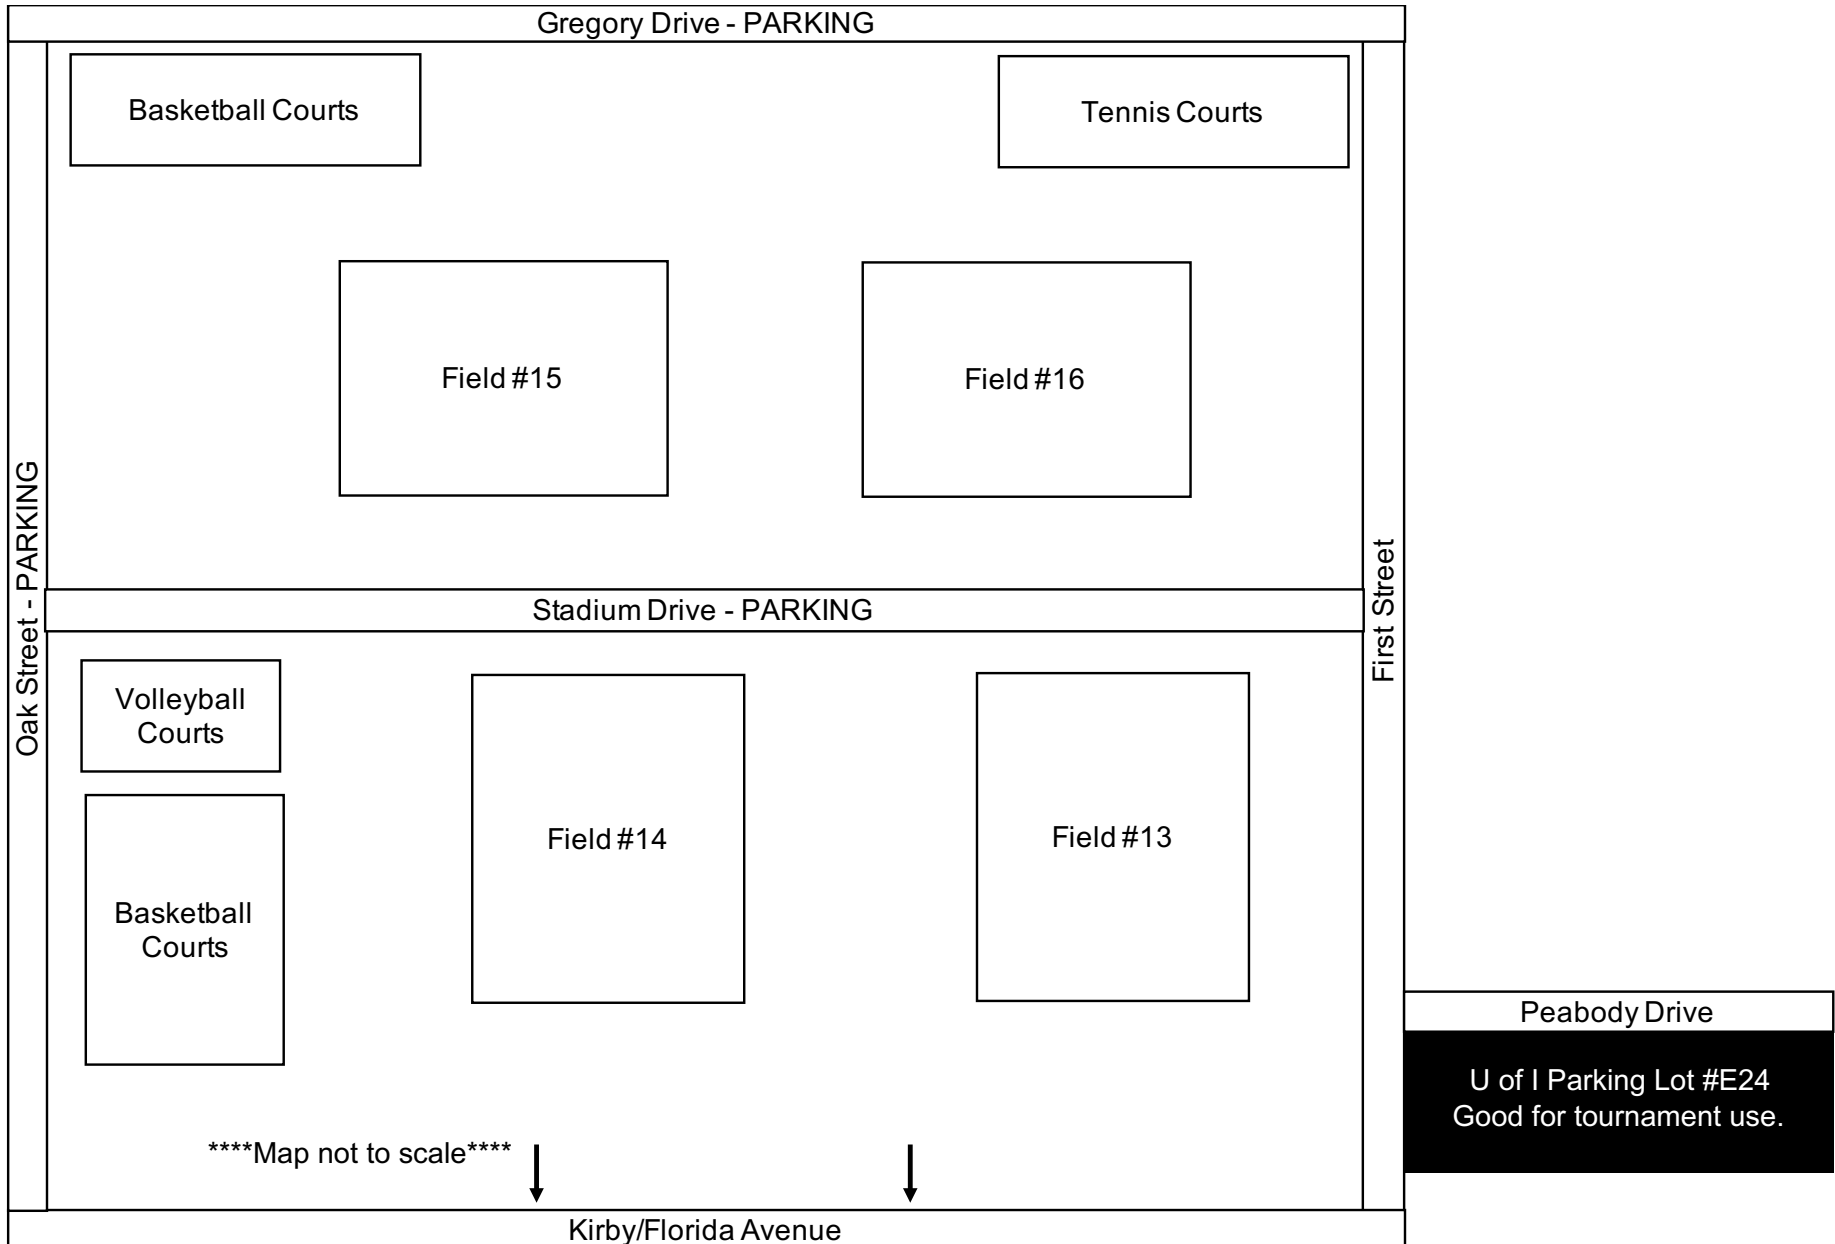 Gregory Drive - PARKING
Basketball Courts
Tennis Courts
Field #15
Field #16
Oak Street - PARKING
First Street
Stadium Drive - PARKING
Volleyball
Courts
Field #14
Field #13
Basketball
Courts
Peabody Drive
U of I Parking Lot #E24
Good for tournament use.
****Map not to scale****
Kirby/Florida Avenue